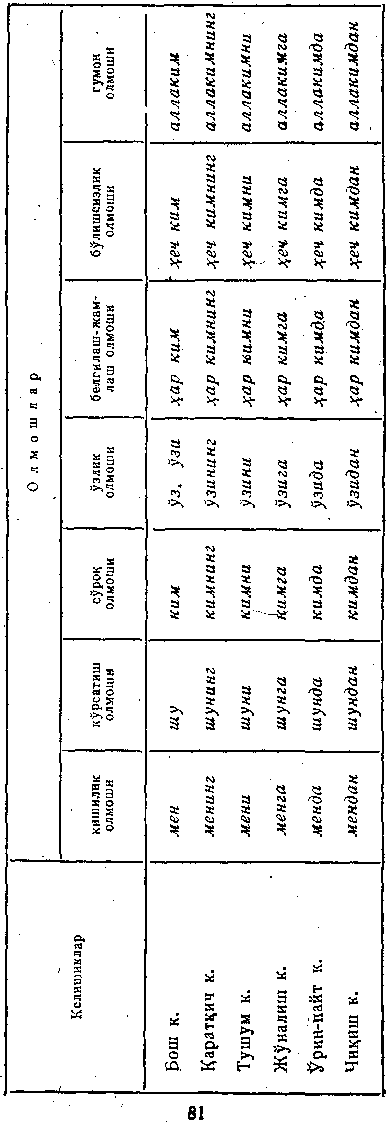 Келишиклар
Олмошлар
кишилик олмоши
кўрсатиш олмоши
сўроқ олмоши
ўзлик олмоши
белгилаш-жам-
лаш олмоши
бўлишсизлик олмоши
гумон олмоши
Бош к. мен шу ким ўз, ўзи ҳар ким ҳеч ким аллаким
Қаратқич к. менинг шунинг кимнинг ўзининг ҳар кимнинг ҳеч кимнинг аллакимнинг
Тушум к. мени шуни кимни ўзини ҳар кимни ҳеч кимни аллакимни
Жўналиш к. менга шунга кимга ўзига ҳар кимга ҳеч кимга аллакимга
Ўрин-пайт к. менда шунда кимда ўзида ҳар кимда ҳеч кимда аллакимда
Чиқиш к. мендан шундан кимдан ўзидан ҳар кимдан ҳеч кимдан аллакимдан
81